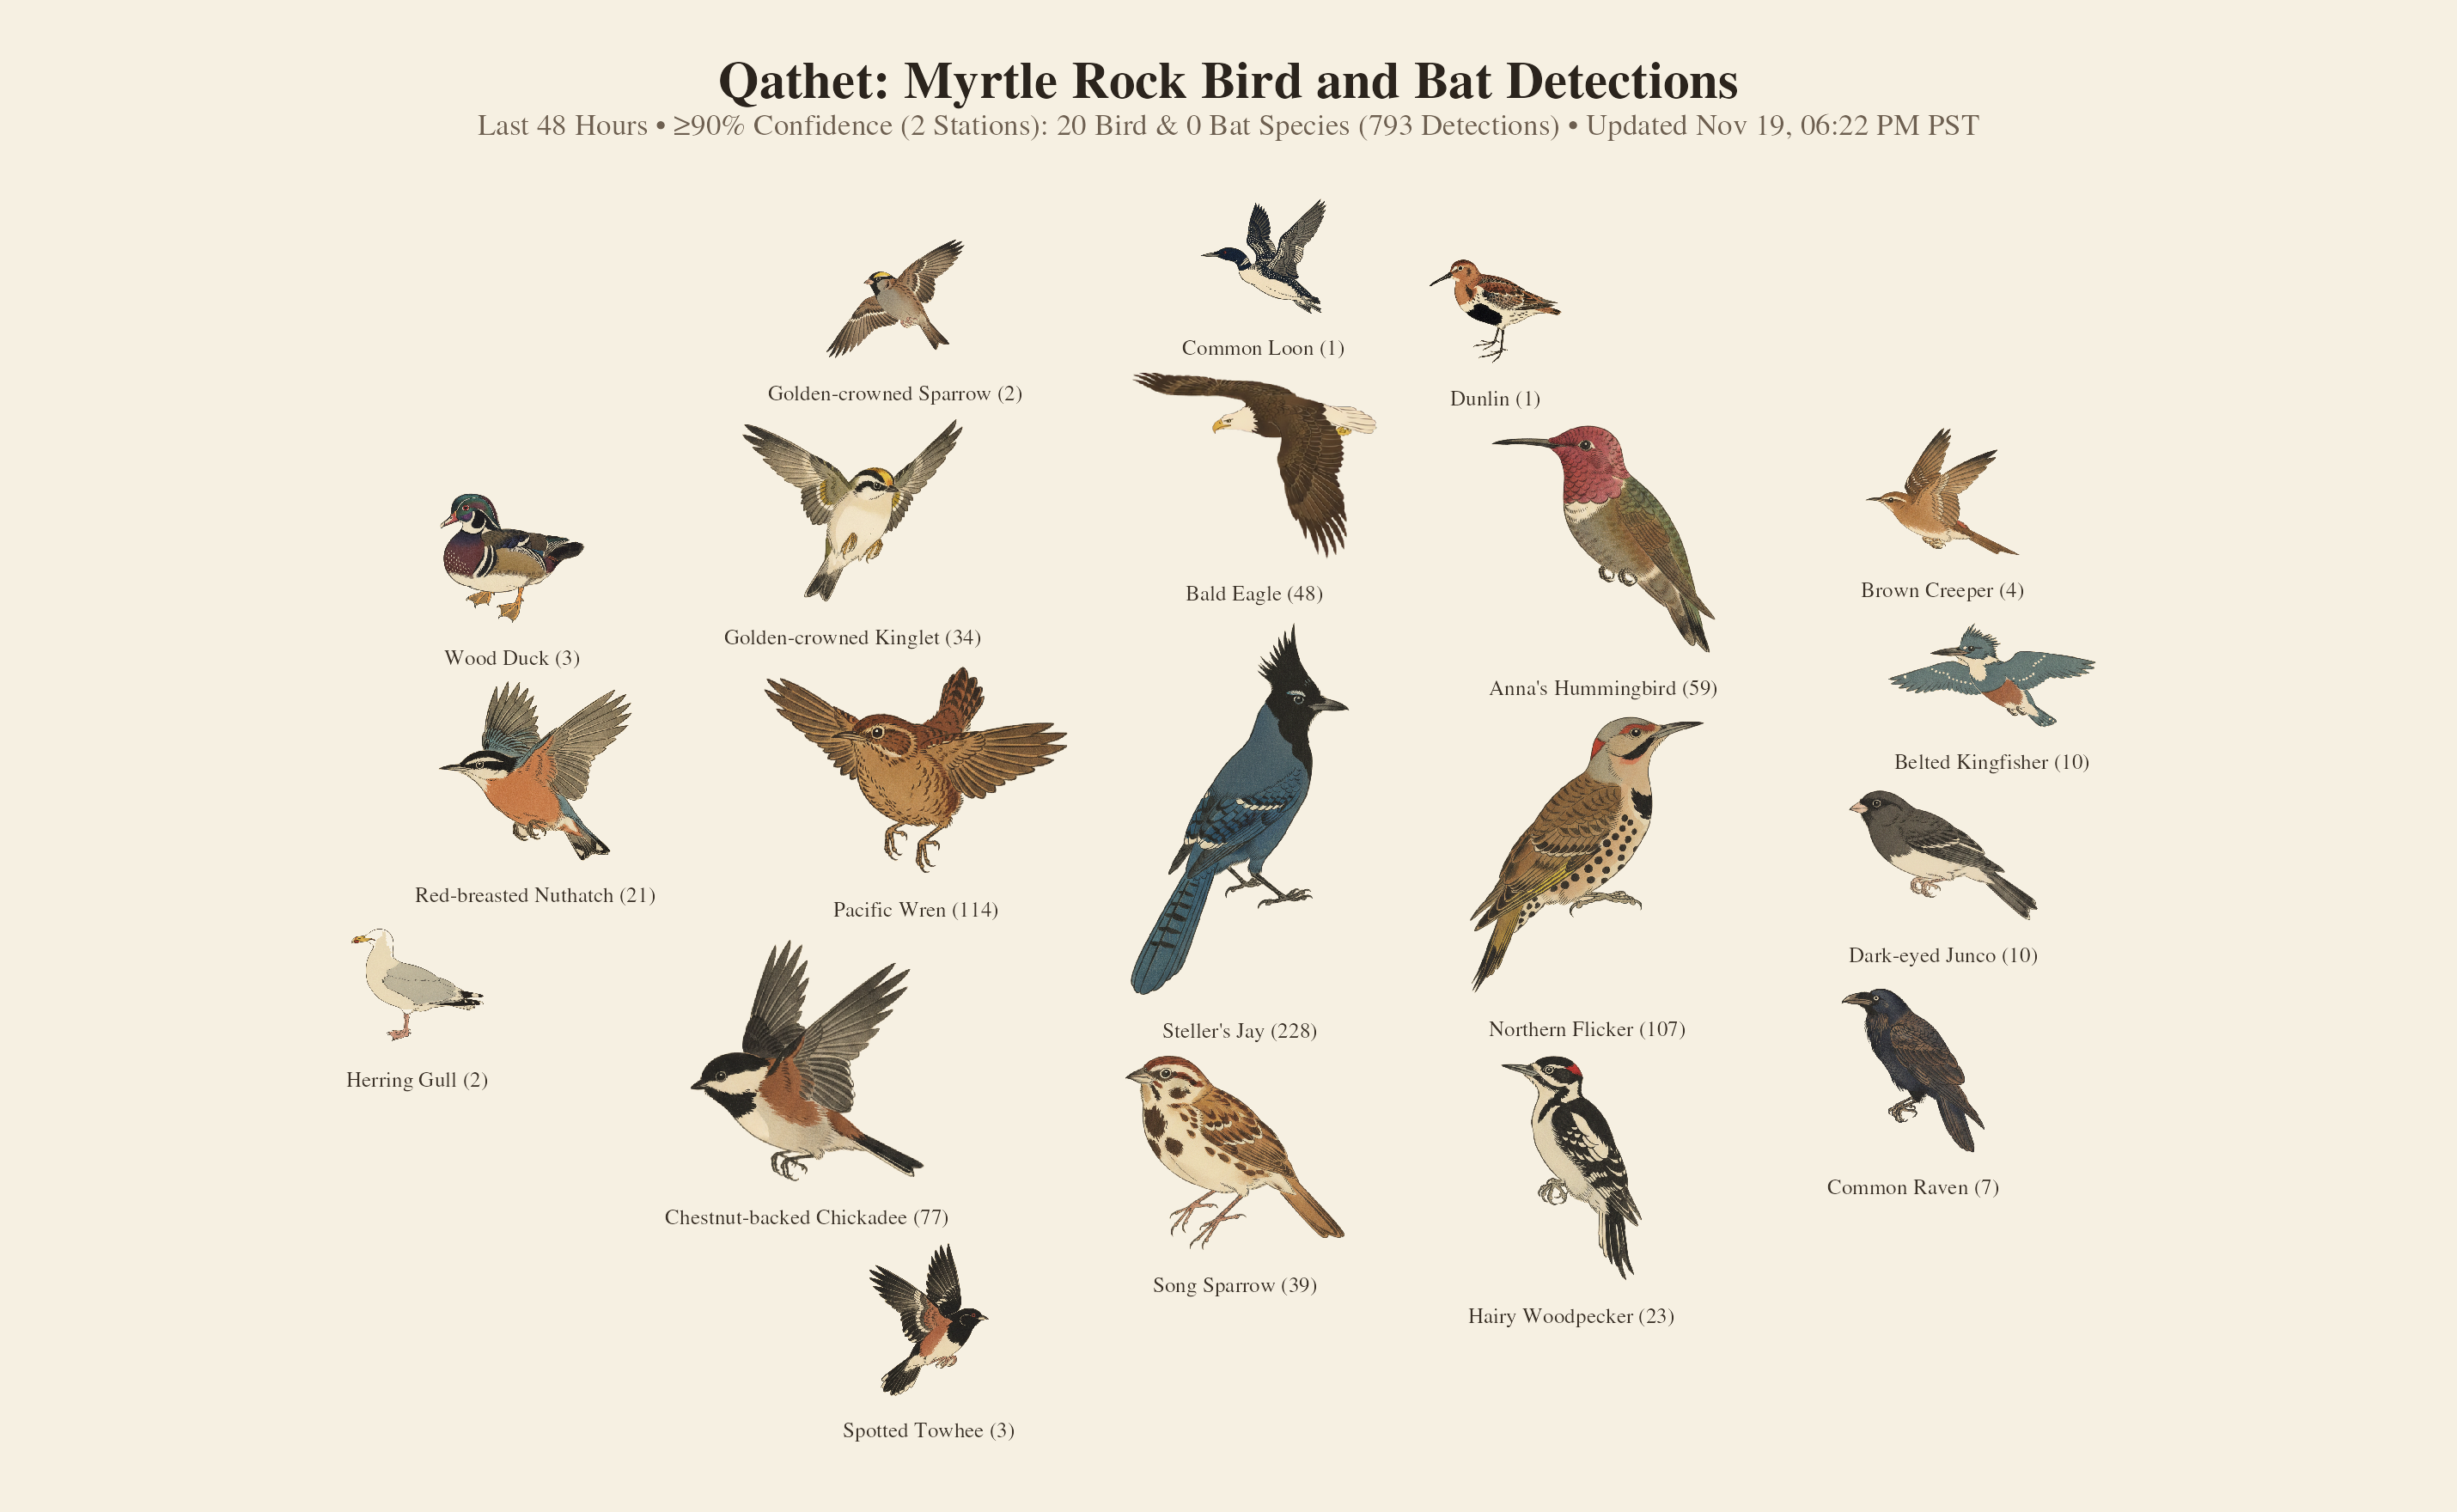 Qathet: Myrtle Rock Bird and Bat Detections
Last 48 Hours • ≥90% Confidence (2 Stations): 20 Bird & 0 Bat Species (793 Detections) • Updated Nov 19, 06:22 PM PST
Common Loon (1)
Golden-crowned Sparrow (2)
Dunlin (1)
Brown Creeper (4)
Bald Eagle (48)
Golden-crowned Kinglet (34)
Wood Duck (3)
Anna's Hummingbird (59)
Belted Kingfisher (10)
Red-breasted Nuthatch (21)
Pacific Wren (114)
Dark-eyed Junco (10)
Northern Flicker (107)
Steller's Jay (228)
Herring Gull (2)
Common Raven (7)
Chestnut-backed Chickadee (77)
Song Sparrow (39)
Hairy Woodpecker (23)
Spotted Towhee (3)